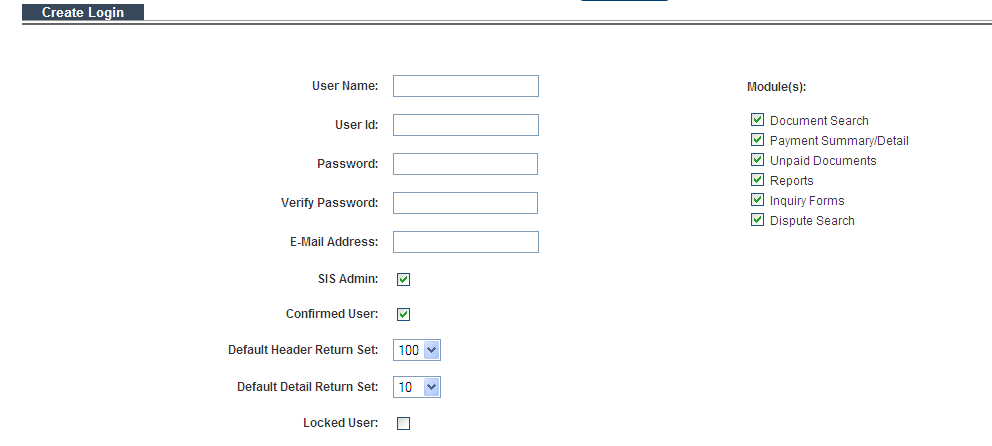 Create Login
User Name:
User Id:
Password:
Verify Password:
E-Mail Address:
SIS Admin:
Confirmed User:
Default Header Return Set: 100
Default Detail Return Set: 10
Locked User:
Module(s):
Document Search
Payment Summary/Detail
Unpaid Documents
Reports
Inquiry Forms
Dispute Search